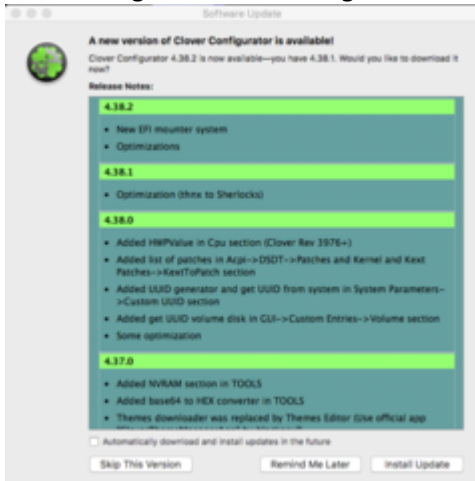 Software Update
A new version of Clover Configurator is available!
Clover Configurator 4.38.2 is now available—you have 4.38.1. Would you like to download it
now?
Release Notes:
4.38.2
• New EFI mounter system
• Optimizations
4.38.1
• Optimization (thnx to Sherlocks)
4.38.0
• Added HWPValue in Cpu section (Clover Rev 3976+)
• Added list of patches in Acpi->DSDT->Patches and Kernel and Kext
Patches->KextToPatch section
• Added UUID generator and get UUID from system in System Parameters-
>Custom UUID section
• Added get UUID volume disk in GUI->Custom Entries->Volume section
• Some optimization
4.37.0
• Added NVRAM section in TOOLS
• Added base64 to HEX converter in TOOLS
• Themes downloader was replaced by Themes Editor (Use official app
Automatically download and install updates in the future
Skip This Version
Remind Me Later
Install Update